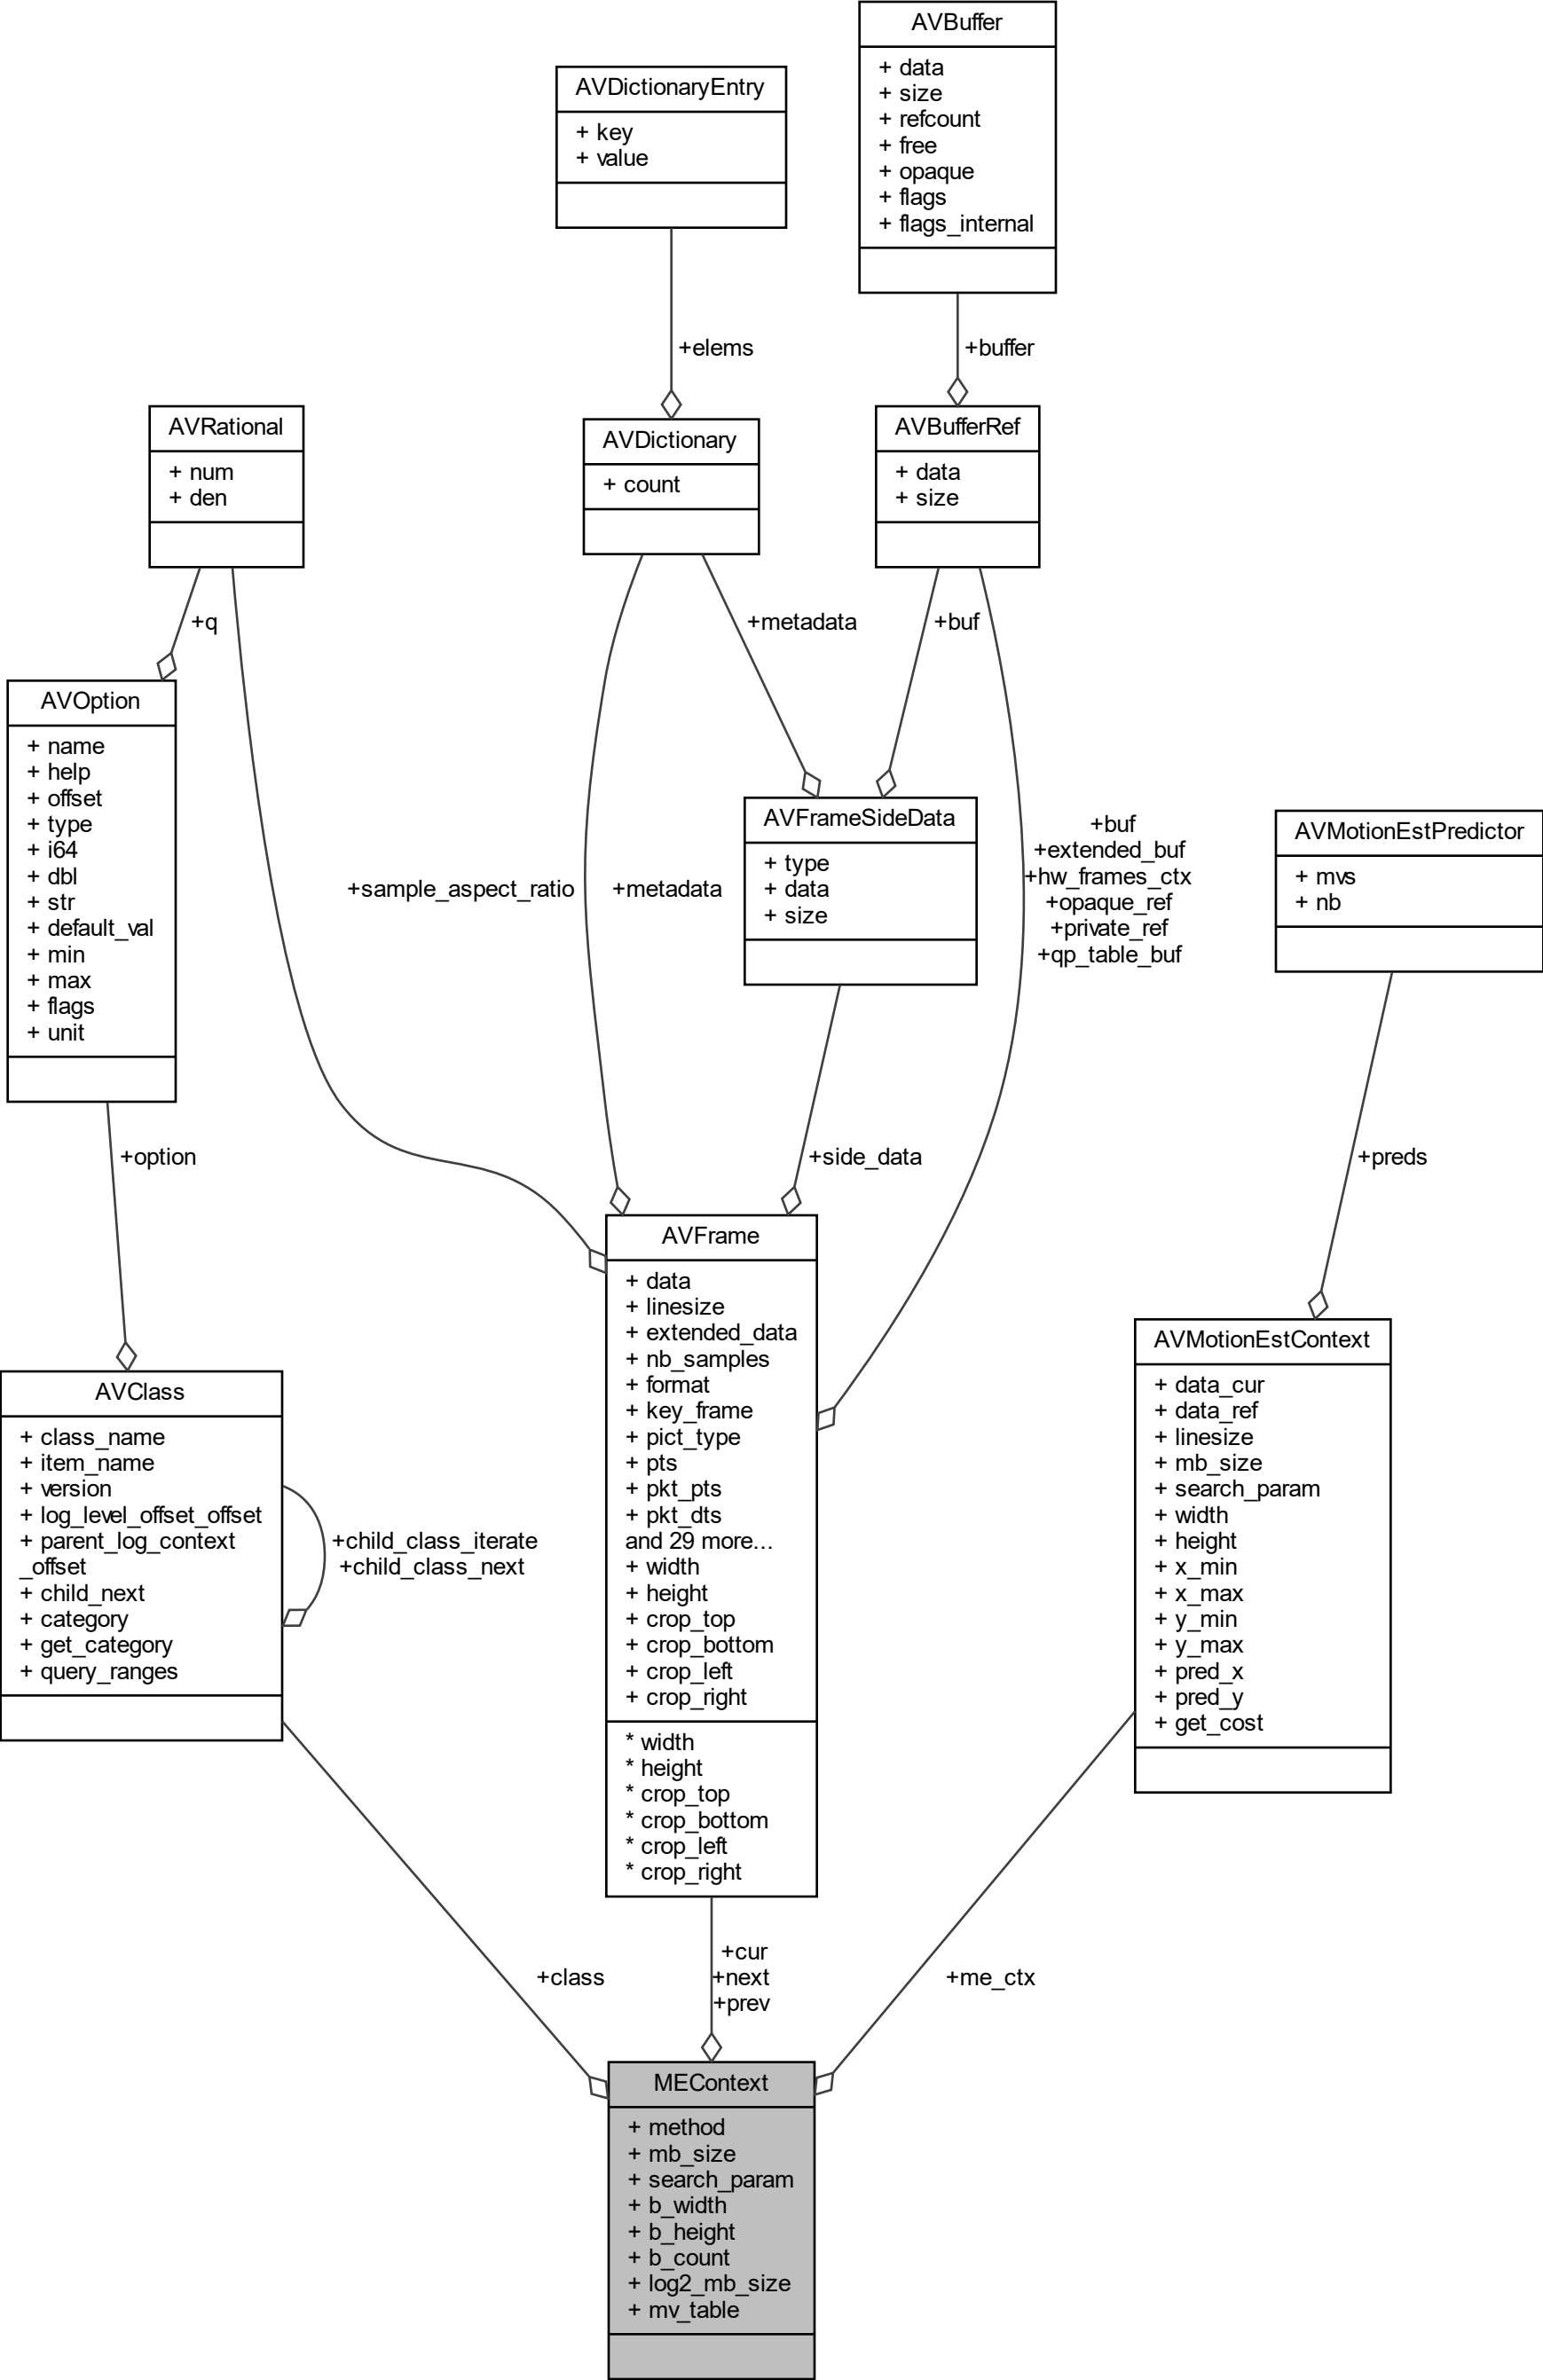 AVBuffer
+ data
+ size
+ refcount
+ free
+ opaque
+ flags
+ flags_internal
AVDictionaryEntry
+ key
+ value
+elems
+buffer
AVRational
+ num
+ den
AVDictionary
+ count
AVBufferRef
+ data
+ size
+q
+metadata
+buf
AVOption
+ name
+ help
+ offset
+ type
+ i64
+ dbl
+ str
+ default_val
+ min
+ max
+ flags
+ unit
+sample_aspect_ratio
+metadata
AVFrameSideData
+ type
+ data
+ size
+buf
+extended_buf
+hw_frames_ctx
+opaque_ref
+private_ref
+qp_table_buf
AVMotionEstPredictor
+ mvs
+ nb
+option
+side_data
+preds
AVClass
+ class_name
+ item_name
+ version
+ log_level_offset_offset
+ parent_log_context
_offset
+ child_next
+ category
+ get_category
+ query_ranges
+child_class_iterate
+child_class_next
AVFrame
+ data
+ linesize
+ extended_data
+ nb_samples
+ format
+ key_frame
+ pict_type
+ pts
+ pkt_pts
+ pkt_dts
and 29 more...
+ width
+ height
+ crop_top
+ crop_bottom
+ crop_left
+ crop_right
* width
* height
* crop_top
* crop_bottom
* crop_left
* crop_right
AVMotionEstContext
+ data_cur
+ data_ref
+ linesize
+ mb_size
+ search_param
+ width
+ height
+ x_min
+ x_max
+ y_min
+ y_max
+ pred_x
+ pred_y
+ get_cost
+class
+cur
+next
+prev
+me_ctx
MEContext
+ method
+ mb_size
+ search_param
+ b_width
+ b_height
+ b_count
+ log2_mb_size
+ mv_table